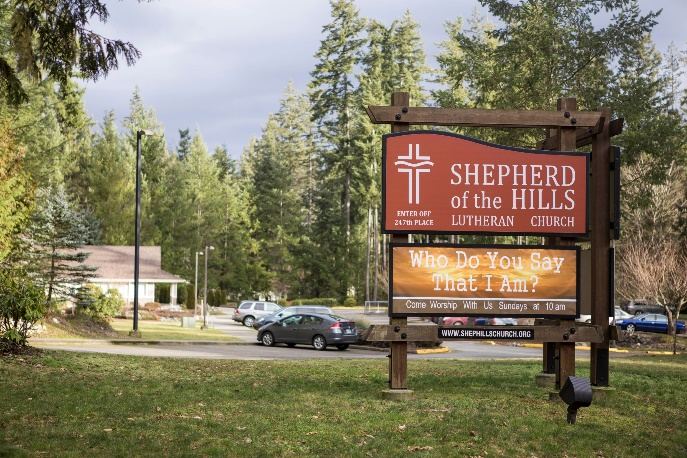 SHEPHERD
of the HILLS
LUTHERAN CHURCH
ENTER OFF
247th PLACE
Who Do You Say
That I Am?
Come Worship With Us Sundays at 10 am
WWW.SHEPHILLSCHURCH.ORG